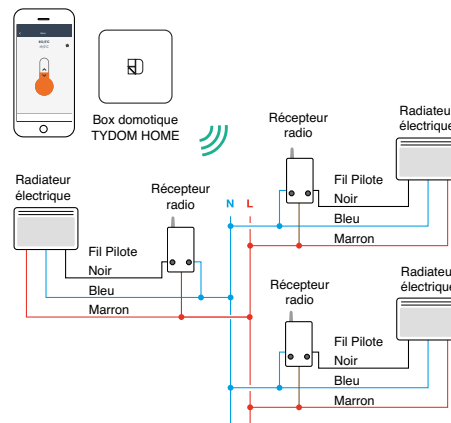 Box domotique
TYDOM HOME
Récepteur
radio
Radiateur
électrique
Fil Pilote
Noir
Bleu
Marron
Radiateur
électrique
Récepteur
radio
N
L
Fil Pilote
Noir
Bleu
Marron
Récepteur
radio
Radiateur
électrique
Fil Pilote
Noir
Bleu
Marron